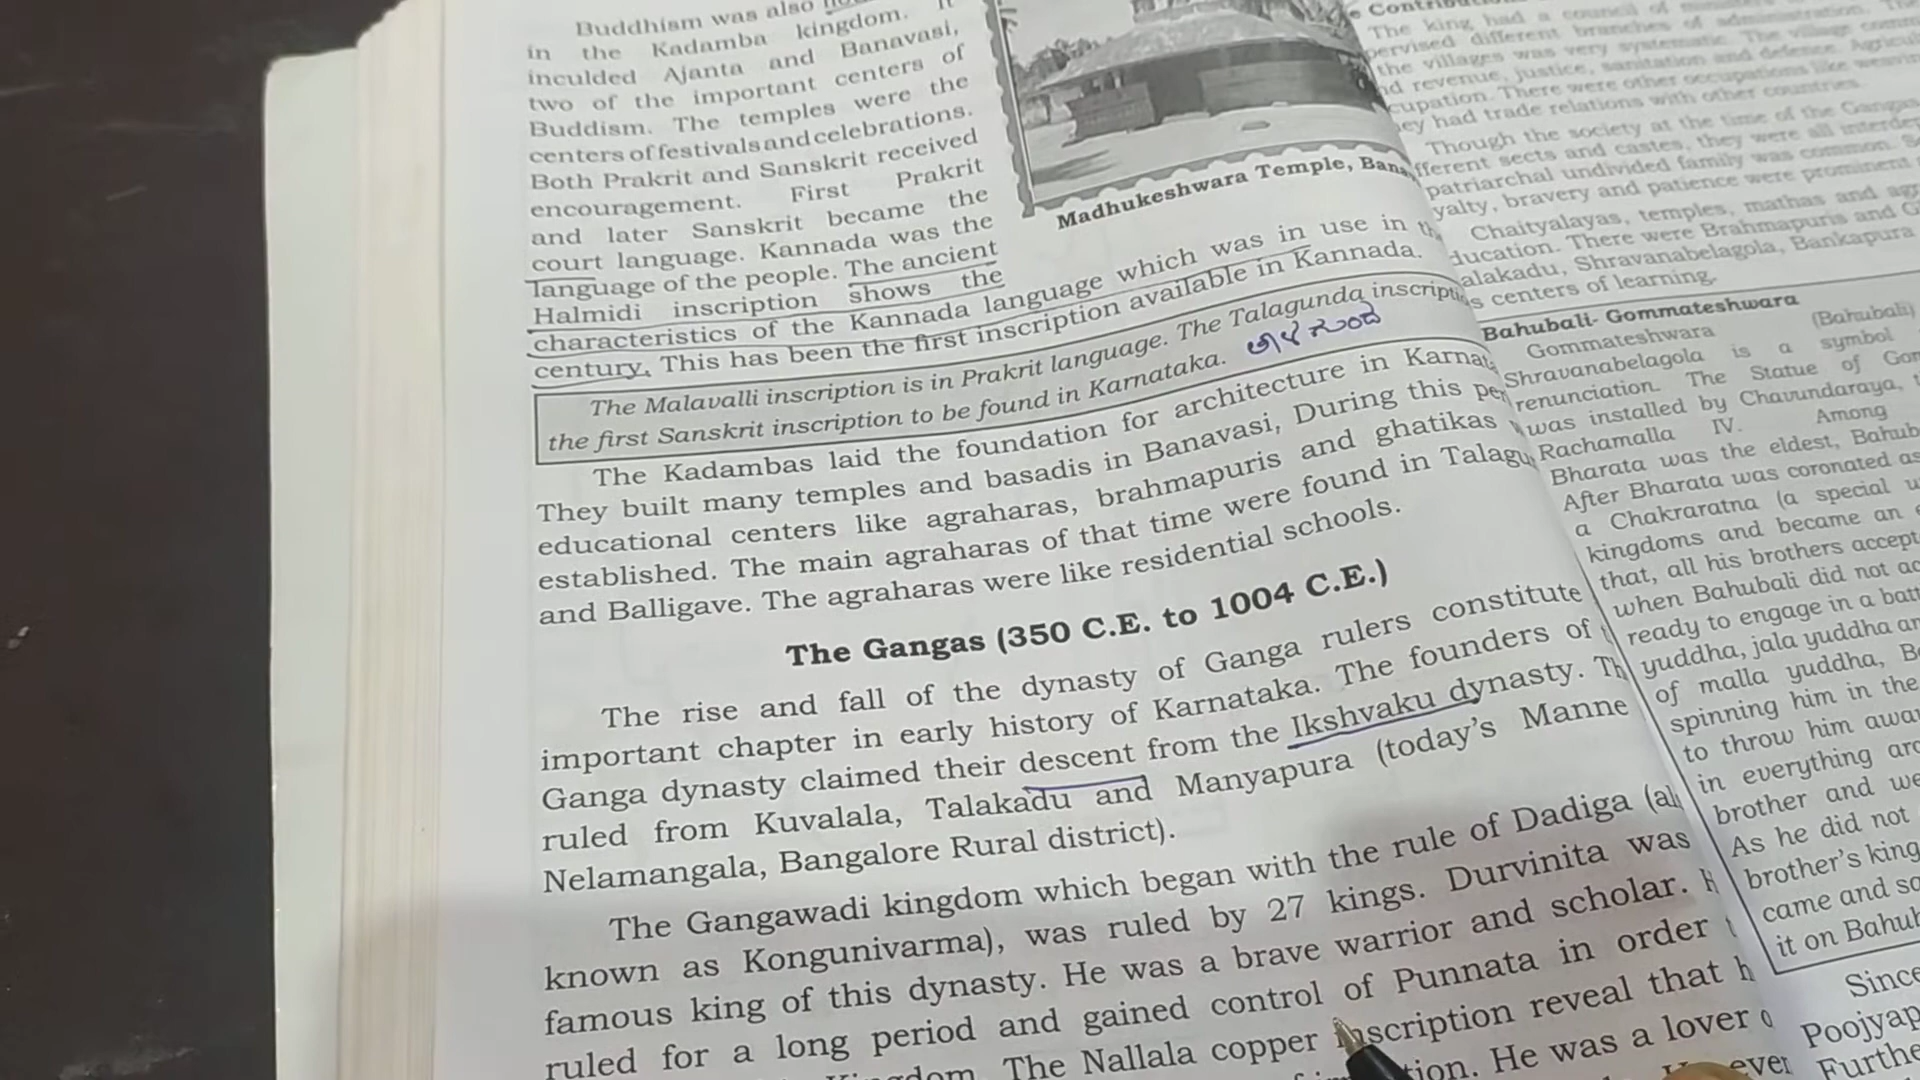 Buddhism was also
in the Kadamba kingdom. It
inculded Ajanta and Banavasi,
two of the important centers of
Buddism. The temples were the
centers of festivals and celebrations.
Both Prakrit and Sanskrit received
encouragement. First Prakrit
and later Sanskrit became the
court language. Kannada was the
language of the people. The ancient
Halmidi inscription shows the
characteristics of the Kannada language which was in use in
century. This has been the first inscription available in Kannada.
Madhukeshwara Temple,
The Malavalli inscription is in Prakrit language. The Talagunda
the first Sanskrit inscription to be found in Karnataka.
The Kadambas laid the foundation for architecture in
They built many temples and basadis in Banavasi, During this
educational centers like agraharas, brahmapuris and ghatikas
established. The main agraharas of that time were found in
and Balligave. The agraharas were like residential schools.
The Gangas (350 C.E. to 1004 C.E.)
The rise and fall of the dynasty of Ganga rulers constitute
important chapter in early history of Karnataka. The founders of
Ganga dynasty claimed their descent from the Ikshvaku dynasty.
ruled from Kuvalala, Talakadu and Manyapura (today's Manne
Nelamangala, Bangalore Rural district).
The Gangawadi kingdom which began with the rule of Dadiga
known as Kongunivarma), was ruled by 27 kings. Durvinita was
famous king of this dynasty. He was a brave warrior and scholar.
ruled for a long period and gained control of Punnata in order
The Nallala copper inscription reveal that
He was a lover
The king had a council of
different branches of administration.
the villages was very systematic. The village
revenue, justice, sanitation and defence.
There were other occupations like
had trade relations with other countries.
Though the society at the time of the Gangas
sects and castes, they were all
patriarchal undivided family was common.
bravery and patience were prominent
Chaityalayas, temples, mathas and
There were Brahmapuris and
Shravanabelagola, Bankapura
centers of learning.
Bahubali- Gommateshwara
Gommateshwara (Bahubali)
Shravanabelagola is a symbol
renunciation. The Statue of
was installed by Chavundaraya,
Rachamalla IV. Among
Bharata was the eldest,
After Bharata was coronated as
a Chakraratna (a special
kingdoms and became an
that, all his brothers
when Bahubali did not
ready to engage in a
yuddha, jala yuddha
of malla yuddha,
spinning him in the
to throw him
in everything
brother and
As he did not
brother's
came and
it on
Since